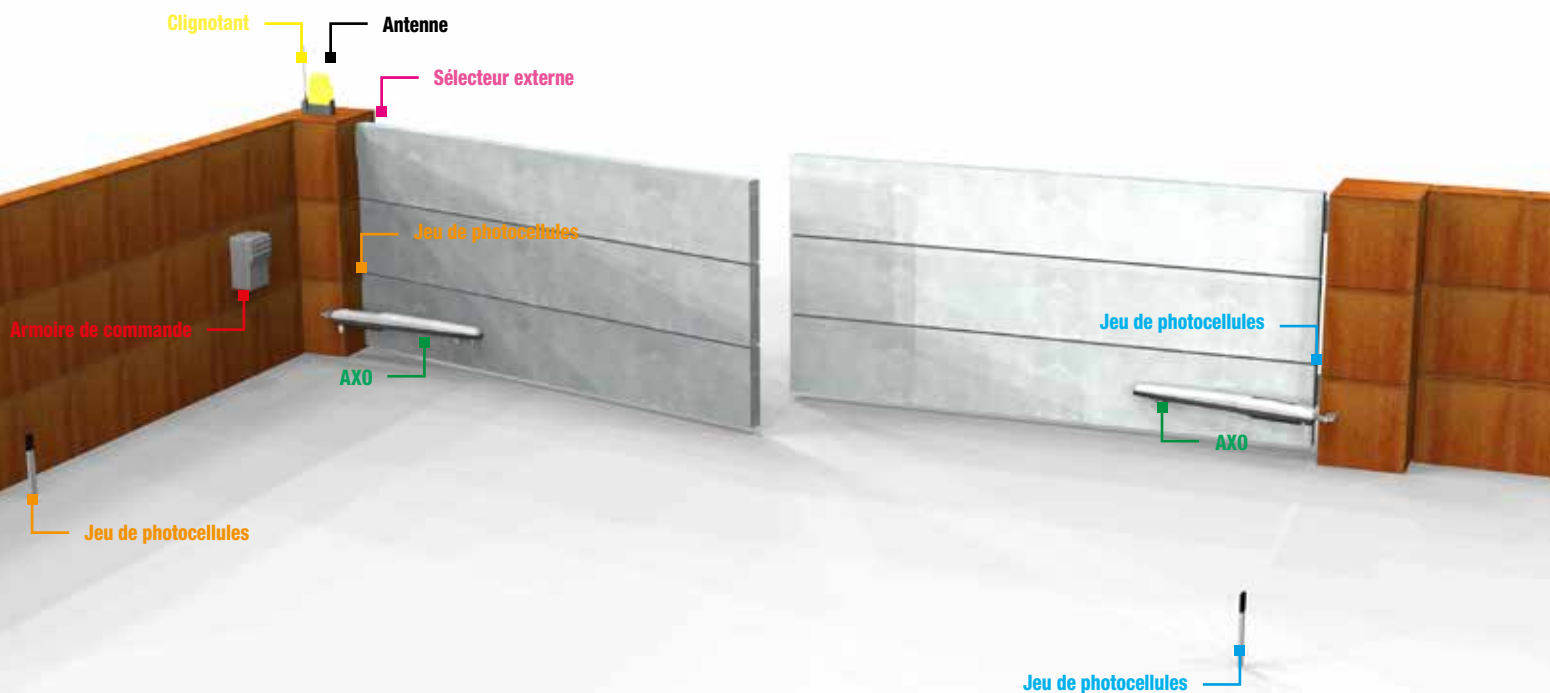 Clignotant
Antenne
Sélecteur externe
Jeu de photocellules
Armoire de commande
Jeu de photocellules
AXO
AXO
Jeu de photocellules
Jeu de photocellules